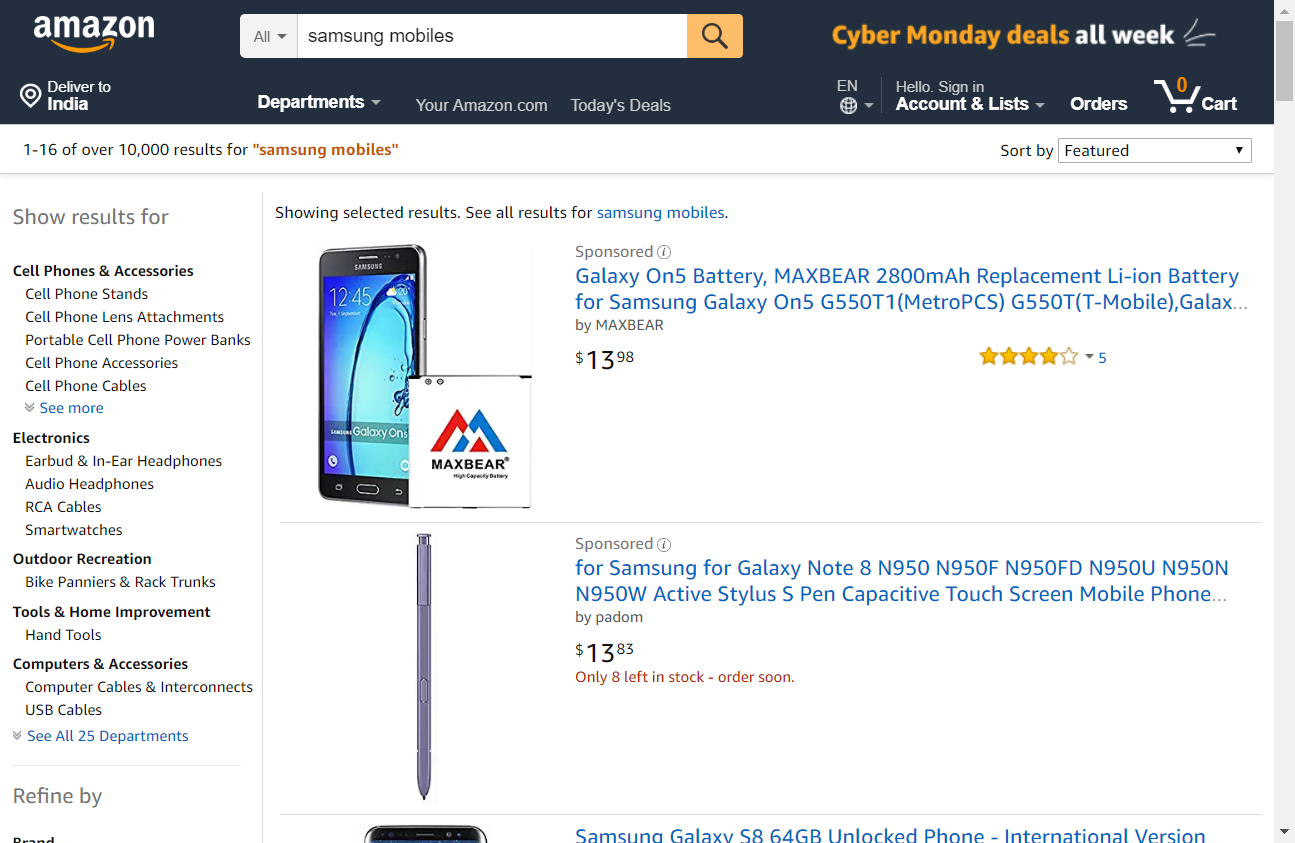 amazon
All
samsung mobiles
Cyber Monday deals all week
Deliver to
India
Departments
Your Amazon.com
Today's Deals
EN
Hello. Sign in
Account & Lists
Orders
0
Cart
1-16 of over 10,000 results for "samsung mobiles"
Sort by
Featured
Show results for
Cell Phones & Accessories
Cell Phone Stands
Cell Phone Lens Attachments
Portable Cell Phone Power Banks
Cell Phone Accessories
Cell Phone Cables
See more
Electronics
Earbud & In-Ear Headphones
Audio Headphones
RCA Cables
Smartwatches
Outdoor Recreation
Bike Panniers & Rack Trunks
Tools & Home Improvement
Hand Tools
Computers & Accessories
Computer Cables & Interconnects
USB Cables
See All 25 Departments
Refine by
Brand
Showing selected results. See all results for samsung mobiles.
SAMSUNG
12:45
20°
Tue, 1 September
SAMSUNG Galaxy On5
MAXBEAR®
High Capacity Battery
Sponsored
Galaxy On5 Battery, MAXBEAR 2800mAh Replacement Li-ion Battery
for Samsung Galaxy On5 G550T1(MetroPCS) G550T(T-Mobile),Galax...
by MAXBEAR
$13 98
5
Sponsored
for Samsung for Galaxy Note 8 N950 N950F N950FD N950U N950N
N950W Active Stylus S Pen Capacitive Touch Screen Mobile Phone...
by padom
$13 83
Only 8 left in stock - order soon.
Samsung Galaxy S8 64GB Unlocked Phone - International Version